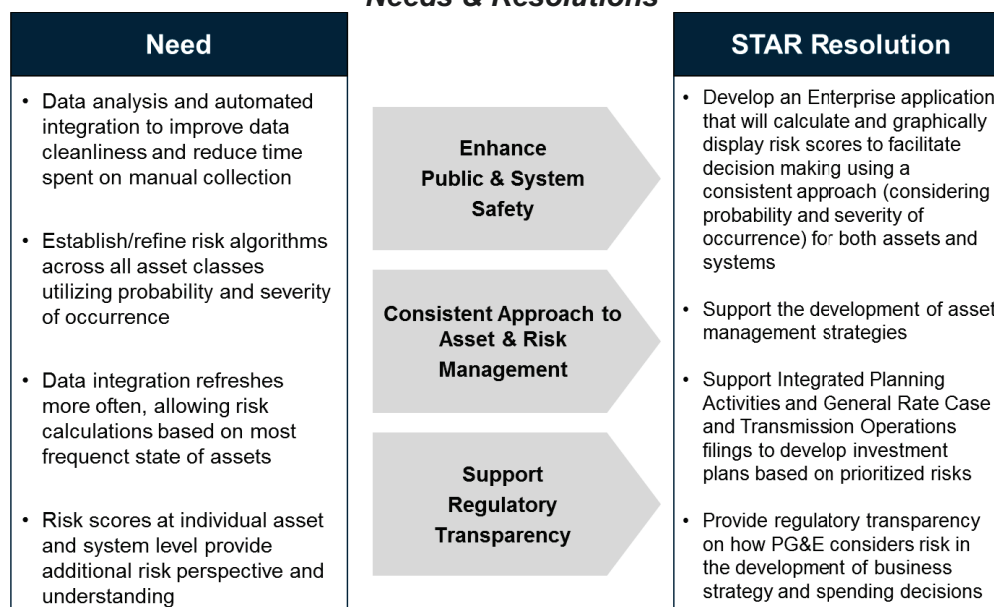 Needs & Resolutions
Need
• Data analysis and automated
integration to improve data
cleanliness and reduce time
spent on manual collection
• Establish/refine risk algorithms
across all asset classes
utilizing probability and severity
of occurrence
• Data integration refreshes
more often, allowing risk
calculations based on most
frequenct state of assets
• Risk scores at individual asset
and system level provide
additional risk perspective and
understanding
Enhance
Public & System
Safety
Consistent Approach to
Asset & Risk
Management
Support
Regulatory
Transparency
STAR Resolution
• Develop an Enterprise application
that will calculate and graphically
display risk scores to facilitate
decision making using a
consistent approach (considering
probability and severity of
occurrence) for both assets and
systems
• Support the development of asset
management strategies
• Support Integrated Planning
Activities and General Rate Case
and Transmission Operations
filings to develop investment
plans based on prioritized risks
• Provide regulatory transparency
on how PG&E considers risk in
the development of business
strategy and spending decisions